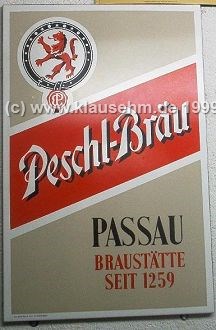 (c) www.klausehm.de 1999
Peschl-Bräu
PASSAU
BRAUSTÄTTE
SEIT 1259